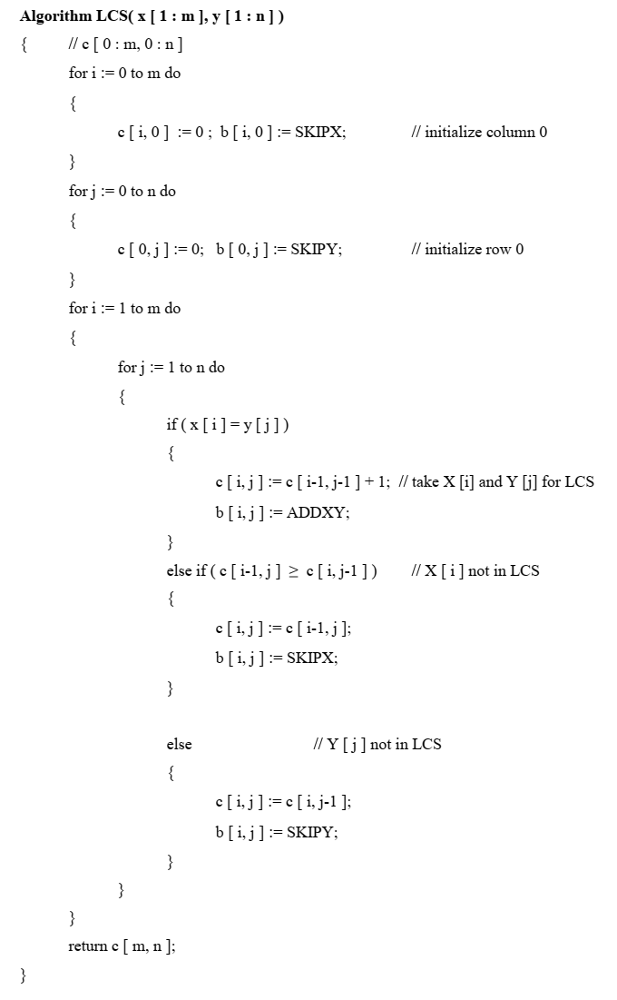 Algorithm LCS( x [ 1 : m ], y [ 1 : n ] )
{ // c [ 0 : m, 0 : n ]
for i := 0 to m do
{
c [ i, 0 ] := 0 ; b [ i, 0 ] := SKIPX; // initialize column 0
}
for j := 0 to n do
{
c [ 0, j ] := 0; b [ 0, j ] := SKIPY; // initialize row 0
}
for i := 1 to m do
{
for j := 1 to n do
{
if ( x [ i ] = y [ j ] )
{
c [ i, j ] := c [ i-1, j-1 ] + 1; // take X [i] and Y [j] for LCS
b [ i, j ] := ADDXY;
}
else if ( c [ i-1, j ] ≥ c [ i, j-1 ] ) // X [ i ] not in LCS
{
c [ i, j ] := c [ i-1, j ];
b [ i, j ] := SKIPX;
}
else // Y [ j ] not in LCS
{
c [ i, j ] := c [ i, j-1 ];
b [ i, j ] := SKIPY;
}
}
}
return c [ m, n ];
}